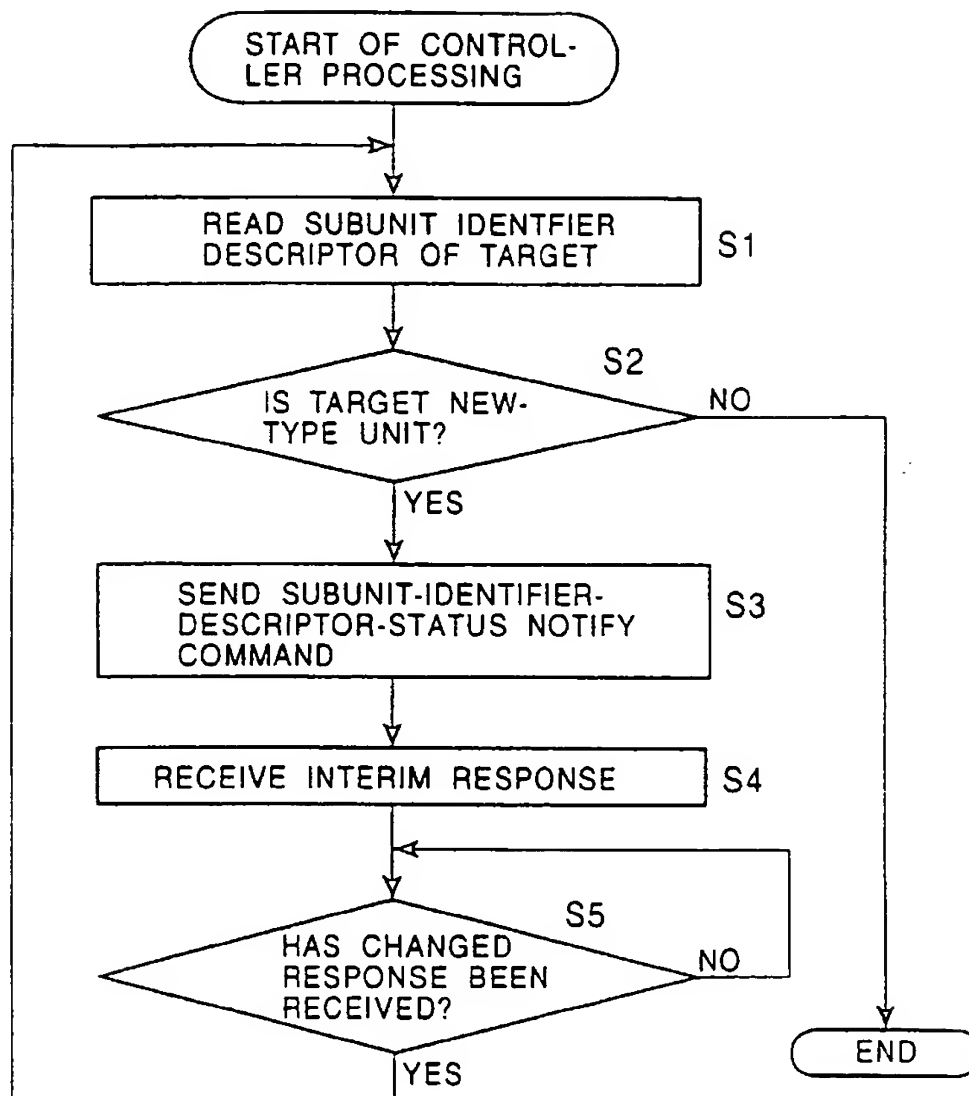 START OF CONTROL-
LER PROCESSING
READ SUBUNIT IDENTFIER
DESCRIPTOR OF TARGET
S1
S2
IS TARGET NEW-
TYPE UNIT?
NO
YES
SEND SUBUNIT-IDENTIFIER-
DESCRIPTOR-STATUS NOTIFY
COMMAND
S3
RECEIVE INTERIM RESPONSE
S4
S5
HAS CHANGED
RESPONSE BEEN
RECEIVED?
NO
YES
END